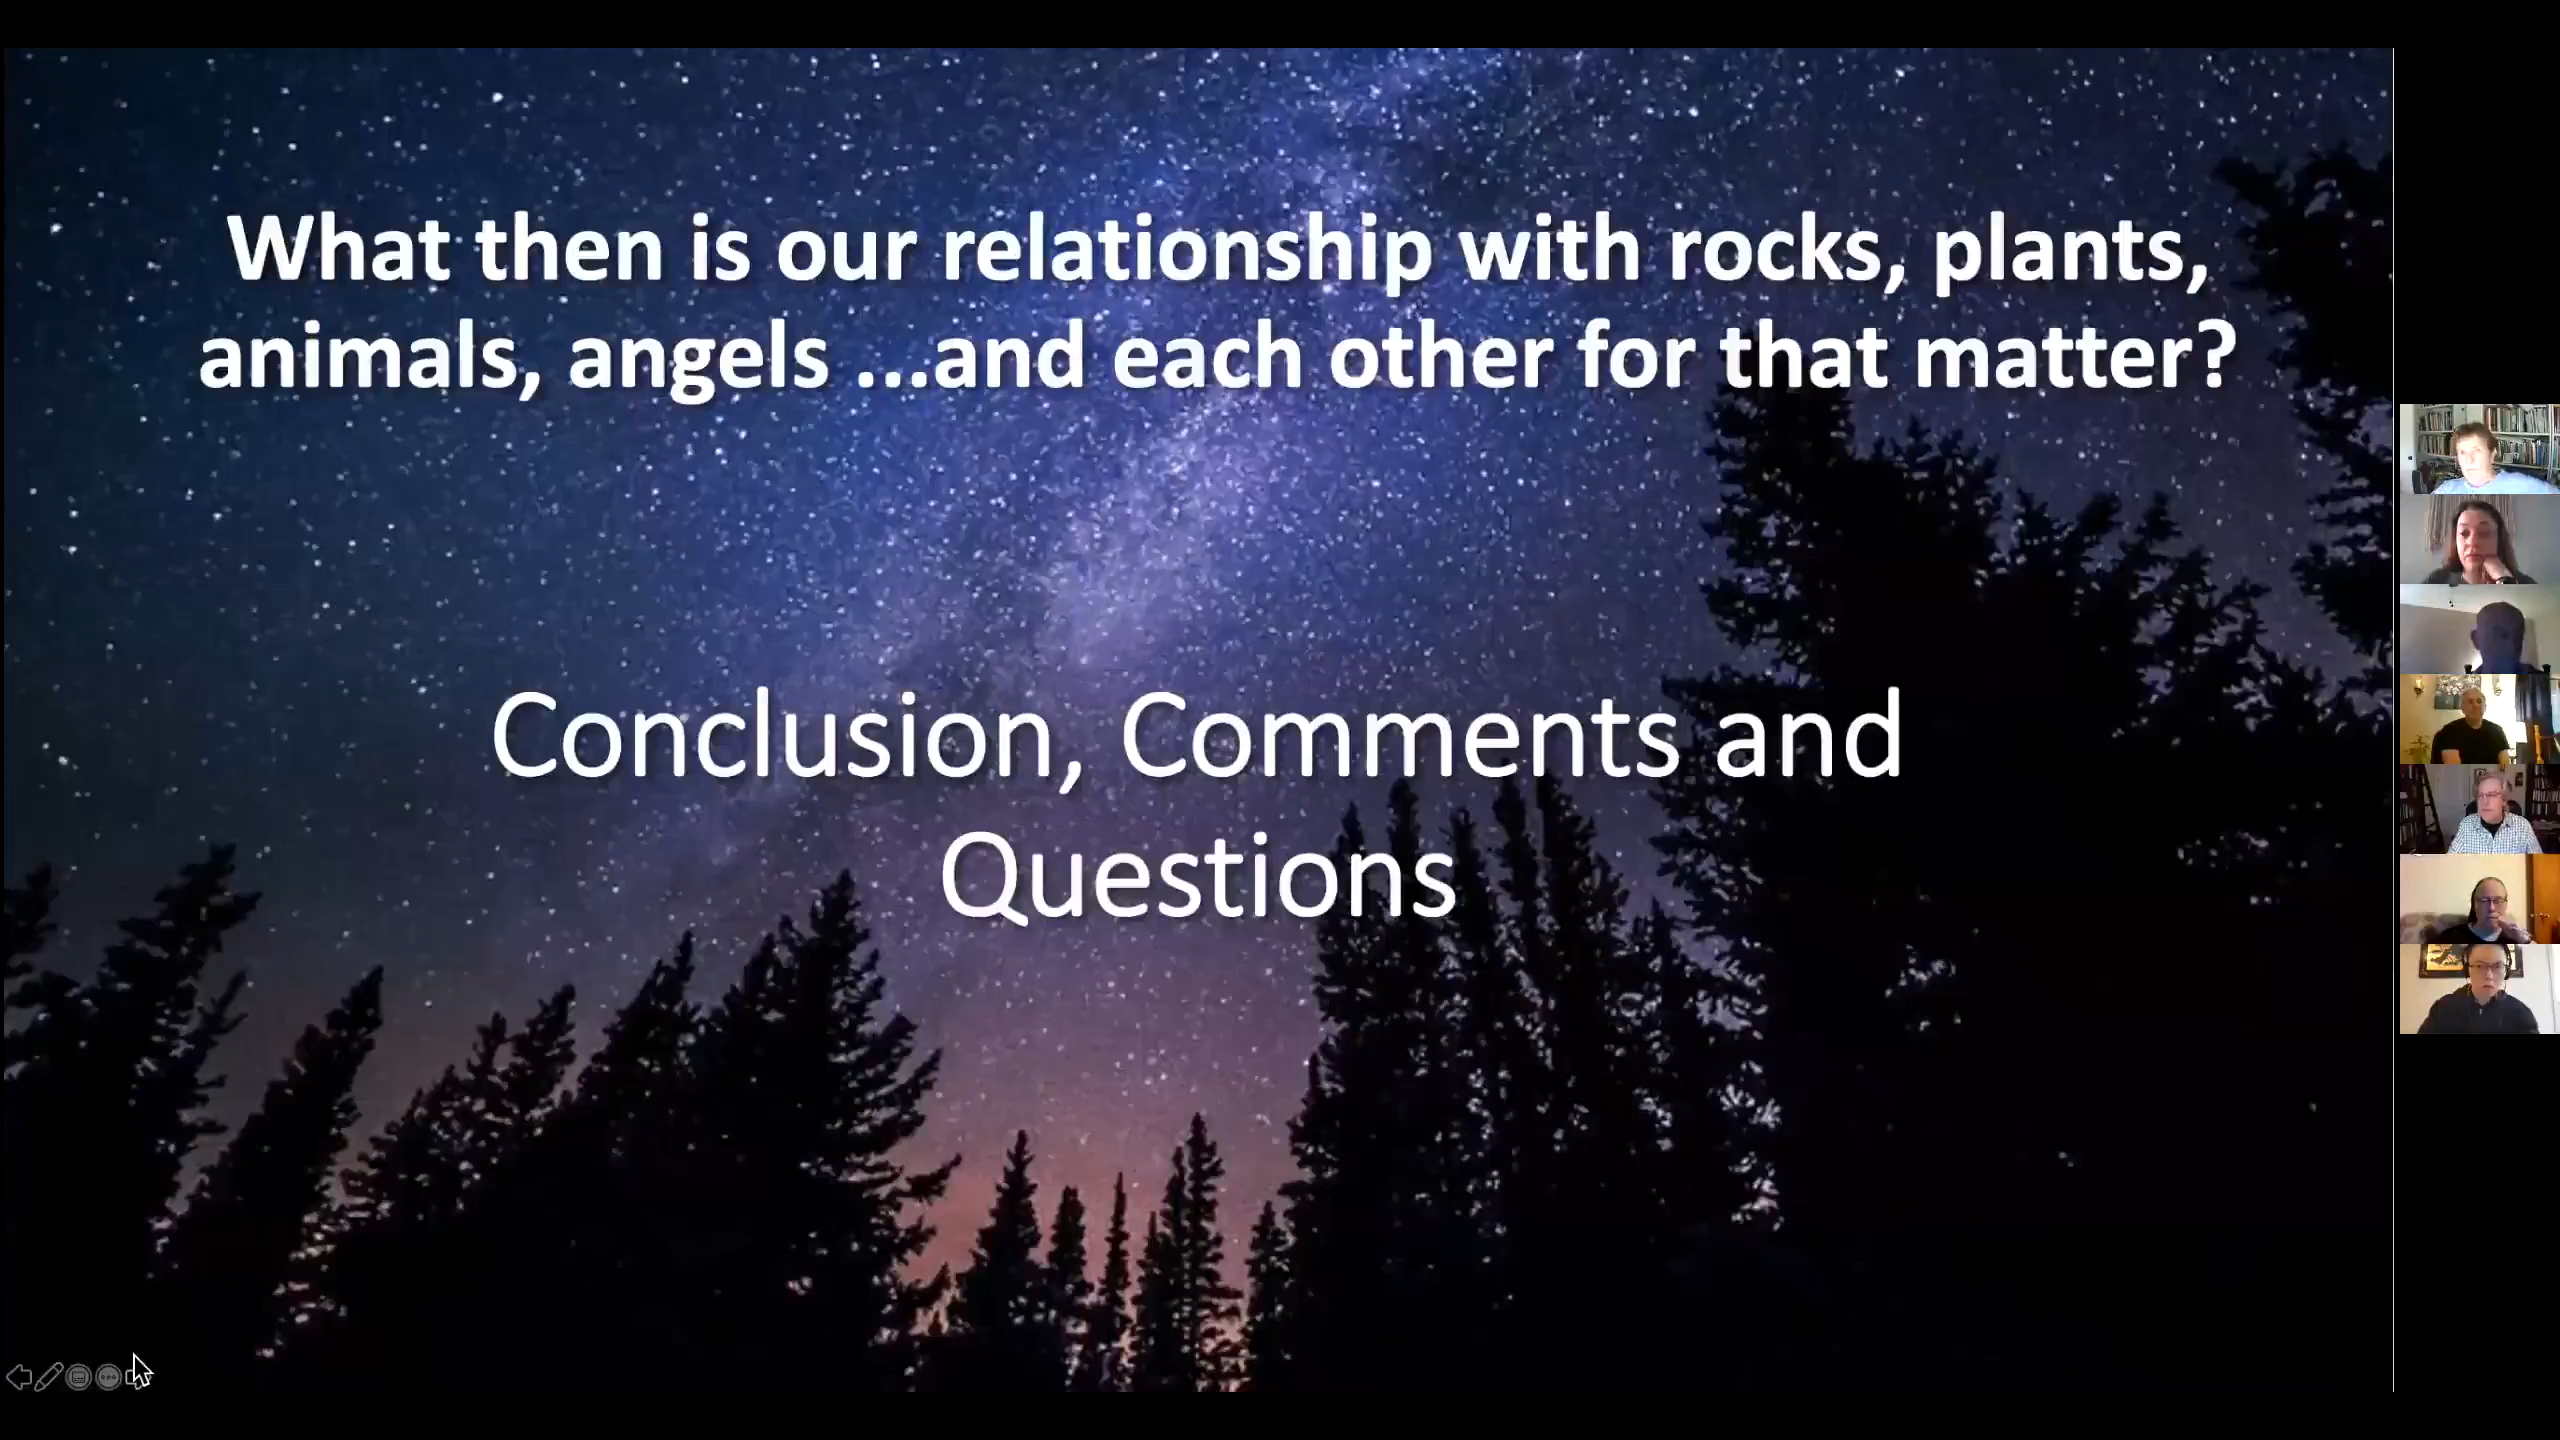 What then is our relationship with rocks, plants,
animals, angels ...and each other for that matter?
Conclusion, Comments and
Questions